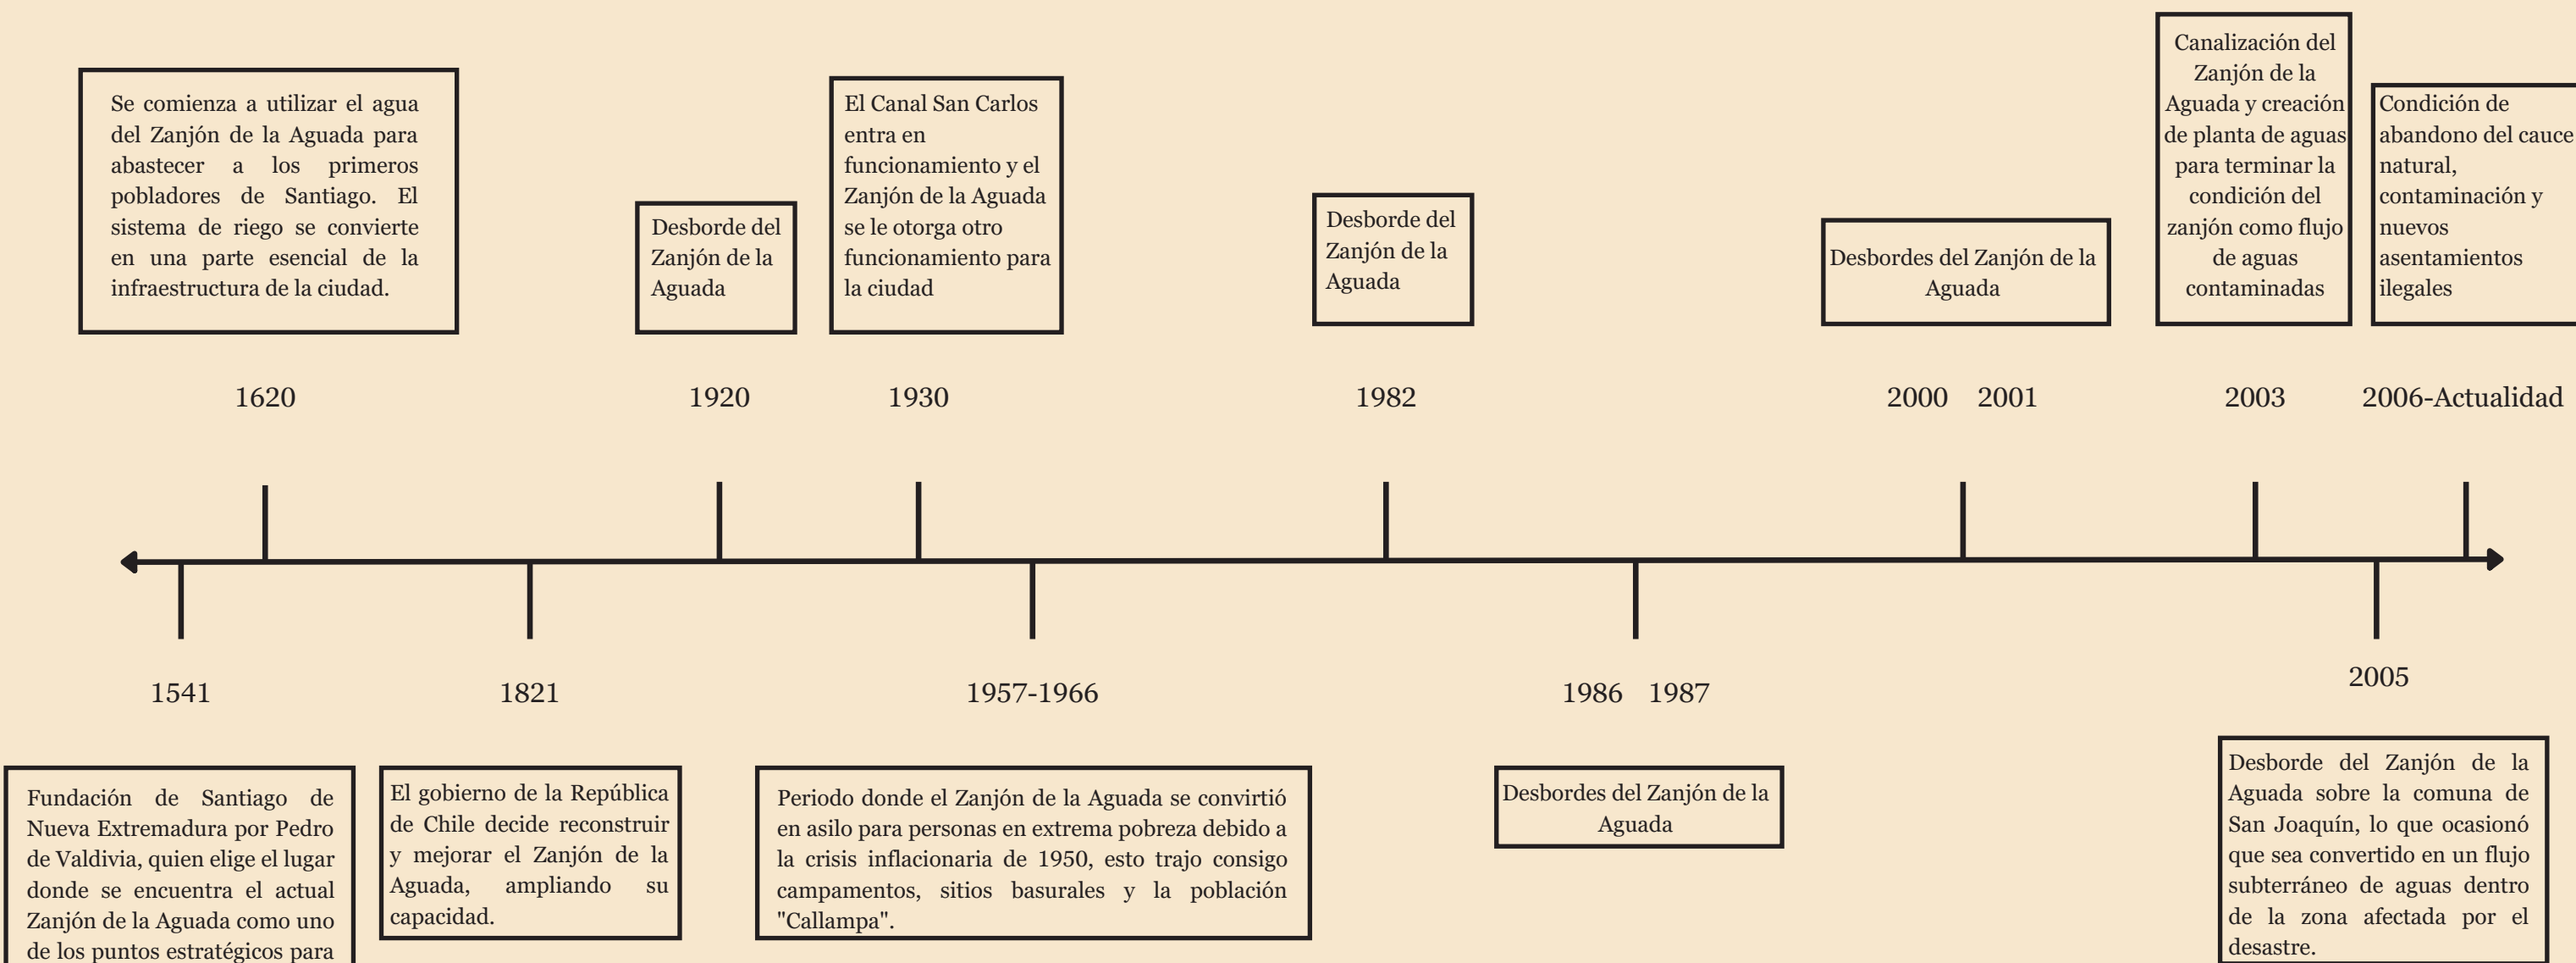 Se comienza a utilizar el agua
del Zanjón de la Aguada para
abastecer a los primeros
pobladores de Santiago. El
sistema de riego se convierte
en una parte esencial de la
infraestructura de la ciudad.
1620
Desborde del
Zanjón de la
Aguada
1920
El Canal San Carlos
entra en
funcionamiento y el
Zanjón de la Aguada
se le otorga otro
funcionamiento para
la ciudad
1930
Desborde del
Zanjón de la
Aguada
1982
Desbordes del Zanjón de la
Aguada
2000 2001
Canalización del
Zanjón de la
Aguada y creación
de planta de aguas
para terminar la
condición del
zanjón como flujo
de aguas
contaminadas
2003
Condición de
abandono del cauce
natural,
contaminación y
nuevos
asentamientos
ilegales
2006-Actualidad
1541
Fundación de Santiago de
Nueva Extremadura por Pedro
de Valdivia, quien elige el lugar
donde se encuentra el actual
Zanjón de la Aguada como uno
de los puntos estratégicos para
1821
El gobierno de la República
de Chile decide reconstruir
y mejorar el Zanjón de la
Aguada, ampliando su
capacidad.
1957-1966
Periodo donde el Zanjón de la Aguada se convirtió
en asilo para personas en extrema pobreza debido a
la crisis inflacionaria de 1950, esto trajo consigo
campamentos, sitios basurales y la población
"Callampa".
1986 1987
Desbordes del Zanjón de la
Aguada
2005
Desborde del Zanjón de la
Aguada sobre la comuna de
San Joaquín, lo que ocasionó
que sea convertido en un flujo
subterráneo de aguas dentro
de la zona afectada por el
desastre.